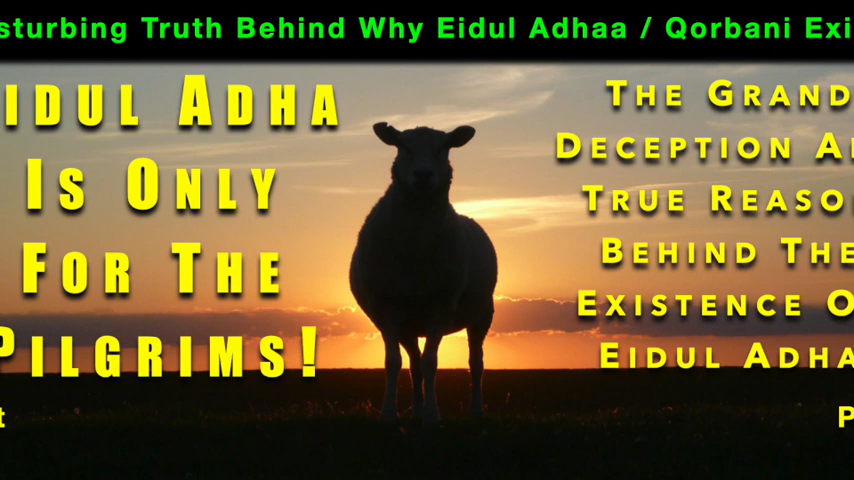 sturbing Truth Behind Why Eidul Adhaa / Qorbani Exi
EIDUL ADHA
IS ONLY
FOR THE
PILGRIMS!
THE GRAND
DECEPTION A
TRUE REASO
BEHIND THE
EXISTENCE O
EIDUL ADHA
t
P